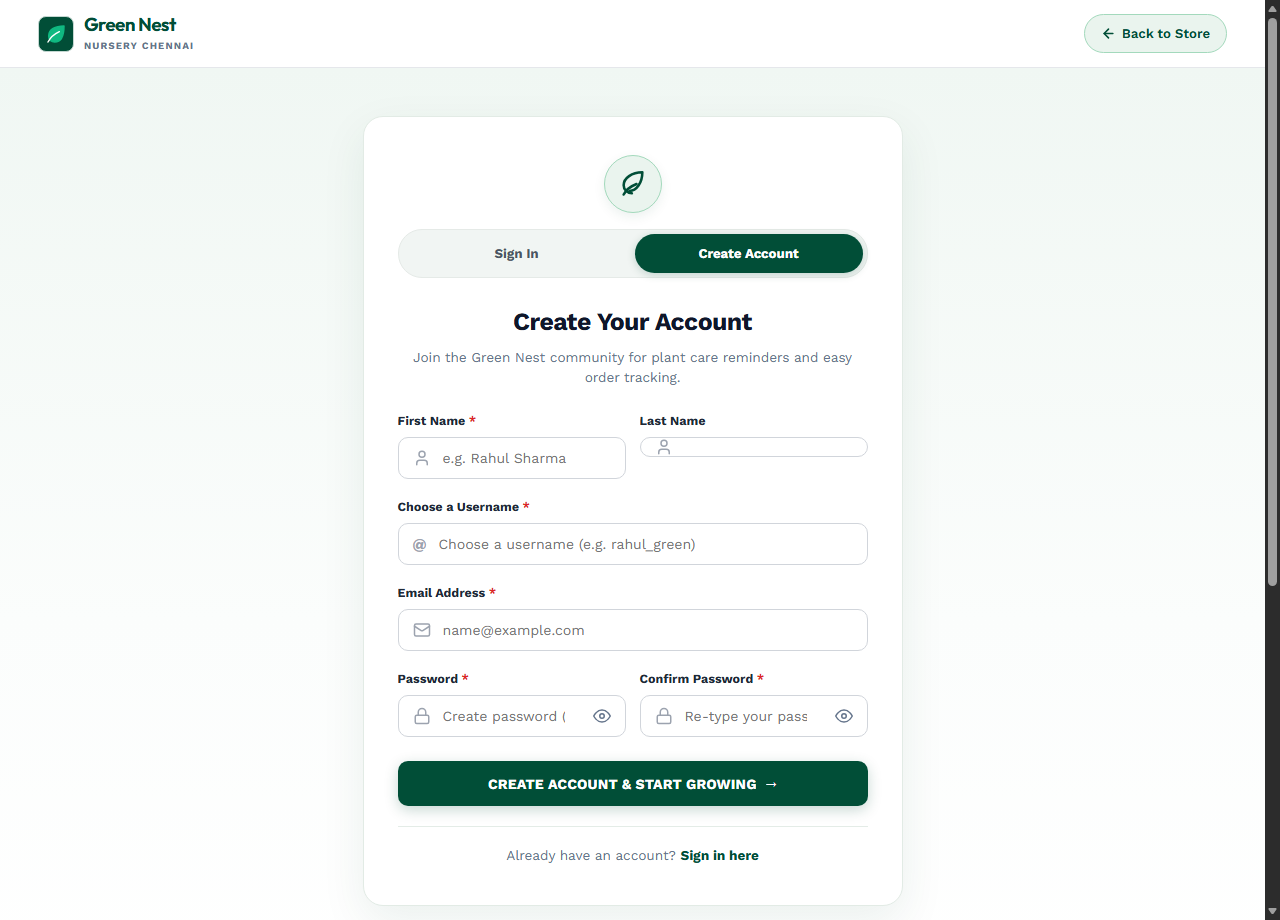 Green Nest
NURSERY CHENNAI
← Back to Store
Sign In
Create Account
Create Your Account
Join the Green Nest community for plant care reminders and easy
order tracking.
First Name *
Last Name
e.g. Rahul Sharma
Choose a Username *
@ Choose a username (e.g. rahul_green)
Email Address *
name@example.com
Password *
Confirm Password *
Create password (
Re-type your pass
CREATE ACCOUNT & START GROWING →
Already have an account? Sign in here